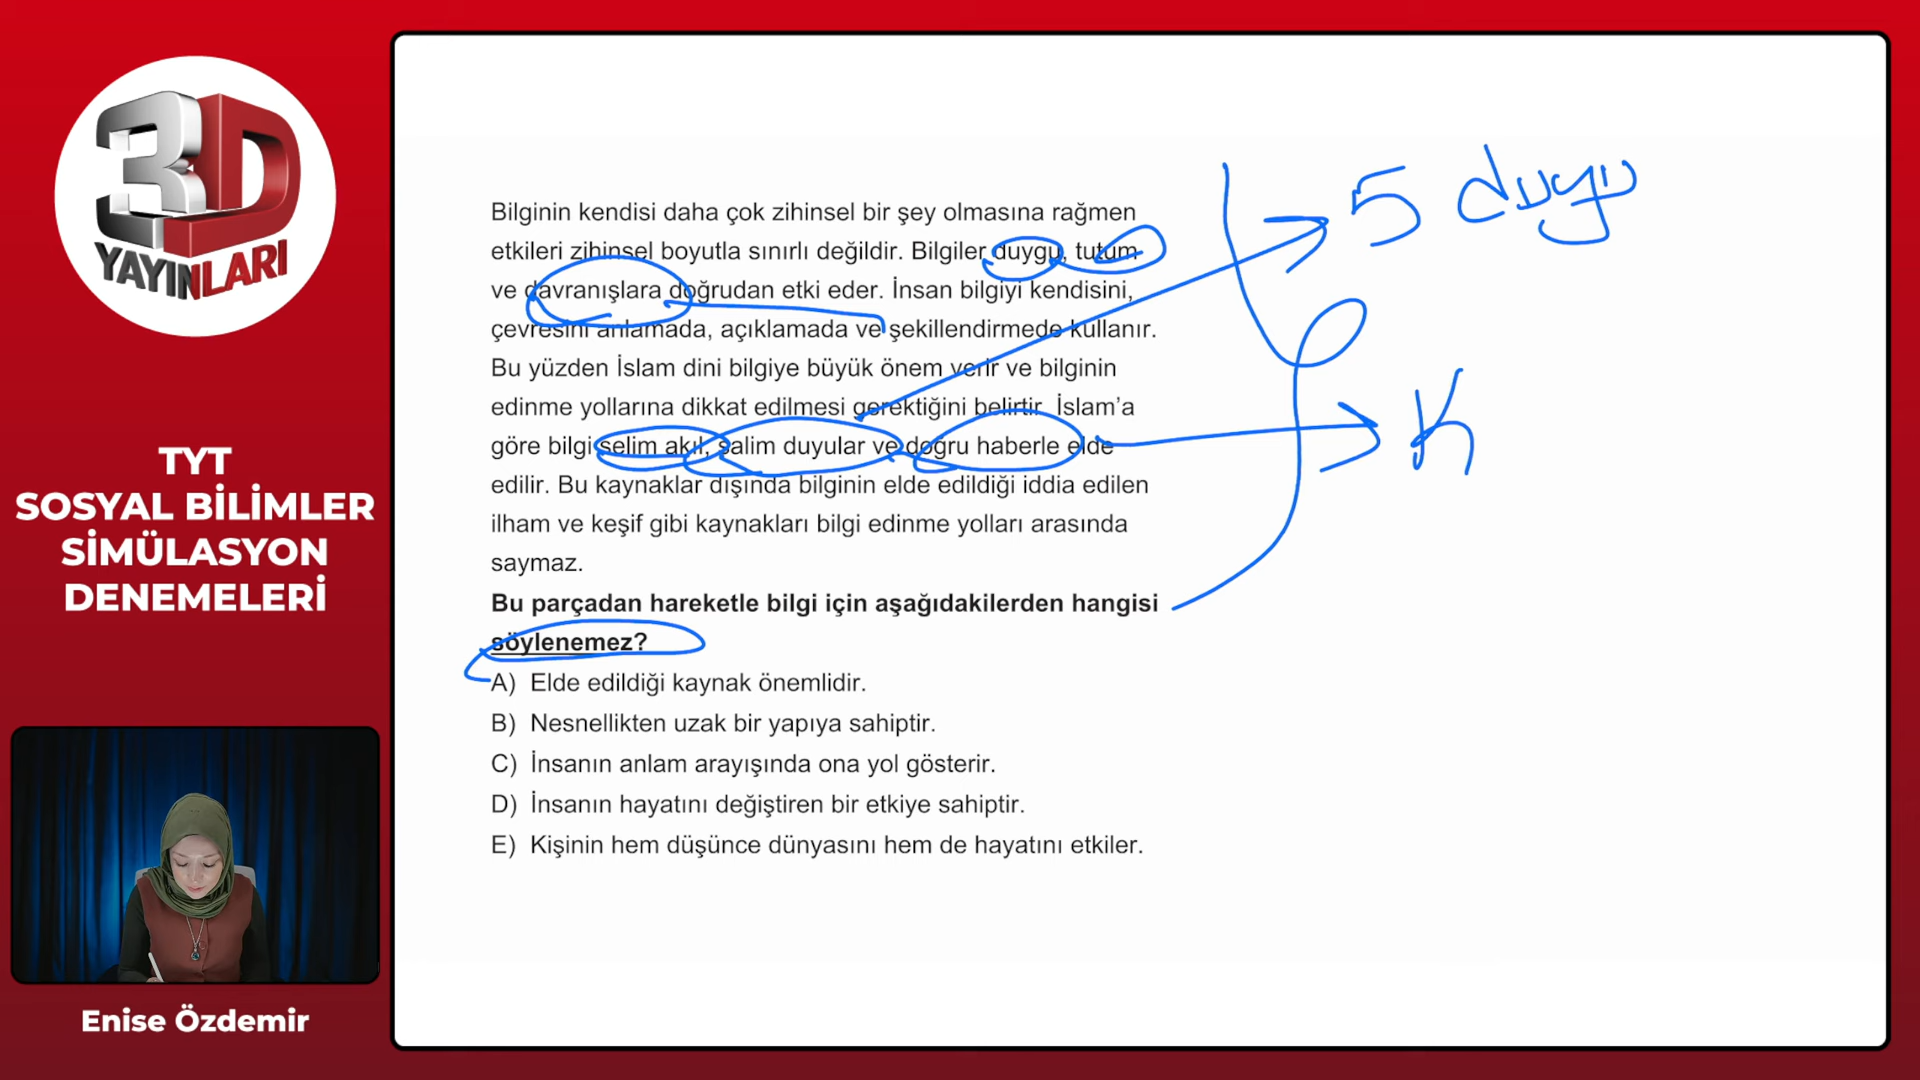 3D
YAYINLARI
TYT
SOSYAL BİLİMLER
SİMÜLASYON
DENEMELERİ
Enise Özdemir
Bilginin kendisi daha çok zihinsel bir şey olmasına rağmen
etkileri zihinsel boyutla sınırlı değildir. Bilgiler duygu, tutum
ve davranışlara doğrudan etki eder. İnsan bilgiyi kendisini,
çevresini anlamada, açıklamada ve şekillendirmede kullanır.
Bu yüzden İslam dini bilgiye büyük önem verir ve bilginin
edinme yollarına dikkat edilmesi gerektiğini belirtir. İslam’a
göre bilgi selim akıl, salim duyular ve doğru haberle elde
edilir. Bu kaynaklar dışında bilginin elde edildiği iddia edilen
ilham ve keşif gibi kaynakları bilgi edinme yolları arasında
saymaz.
Bu parçadan hareketle bilgi için aşağıdakilerden hangisi
söylenemez?
A) Elde edildiği kaynak önemlidir.
B) Nesnellikten uzak bir yapıya sahiptir.
C) İnsanın anlam arayışında ona yol gösterir.
D) İnsanın hayatını değiştiren bir etkiye sahiptir.
E) Kişinin hem düşünce dünyasını hem de hayatını etkiler.
5 duyu
K